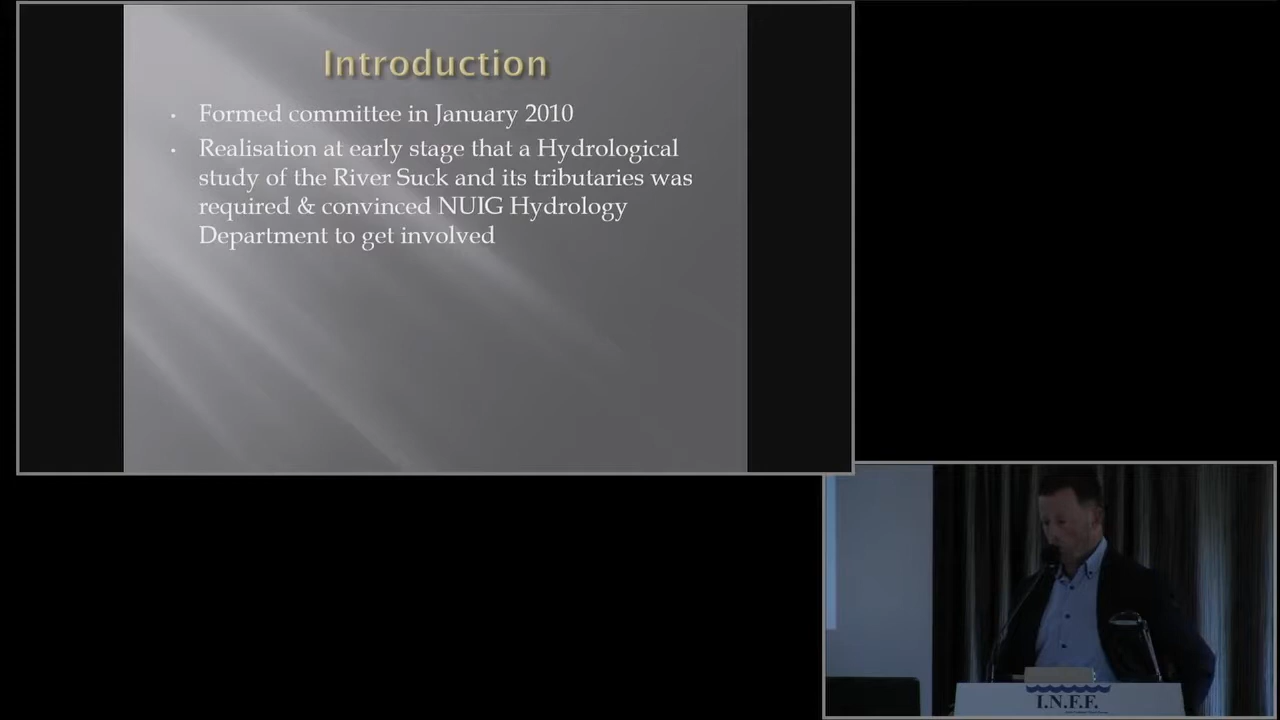 Introduction
• Formed committee in January 2010
• Realisation at early stage that a Hydrological
study of the River Suck and its tributaries was
required & convinced NUIG Hydrology
Department to get involved
I.N.F.F.